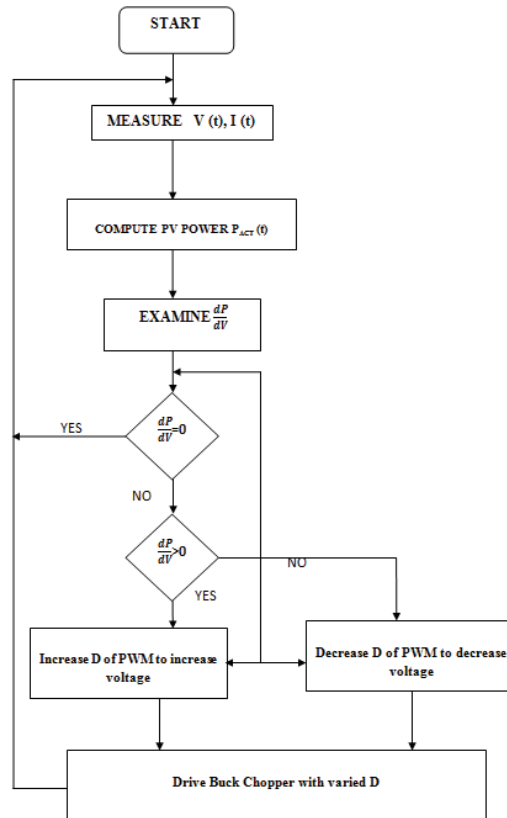 START
MEASURE V (t), I (t)
COMPUTE PV POWER P_ACT (t)
EXAMINE dP/dV
dP/dV=0
YES
NO
dP/dV>0
NO
YES
Increase D of PWM to increase
voltage
Decrease D of PWM to decrease
voltage
Drive Buck Chopper with varied D